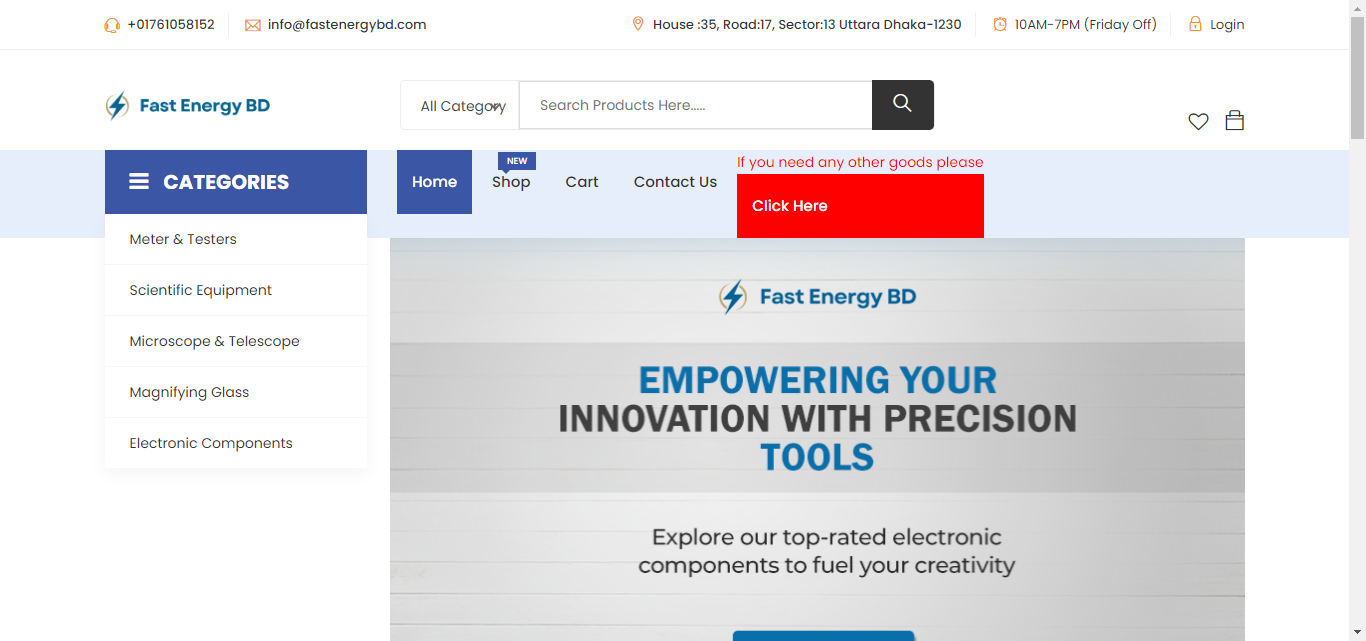 +01761058152
info@fastenergybd.com
House :35, Road:17, Sector:13 Uttara Dhaka-1230
10AM-7PM (Friday Off)
Login
Fast Energy BD
All Category
Search Products Here.....
CATEGORIES
Home
NEW
Shop
Cart
Contact Us
If you need any other goods please
Click Here
Meter & Testers
Scientific Equipment
Microscope & Telescope
Magnifying Glass
Electronic Components
Fast Energy BD
EMPOWERING YOUR
INNOVATION WITH PRECISION
TOOLS
Explore our top-rated electronic
components to fuel your creativity